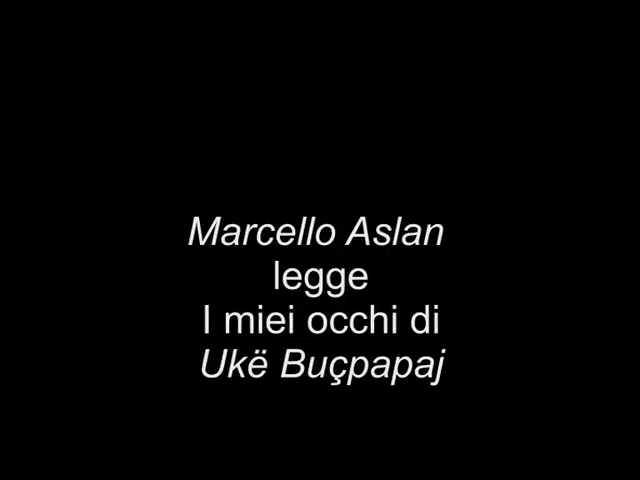 Marcello Aslan
legge
I miei occhi di
Ukë Buçpapaj